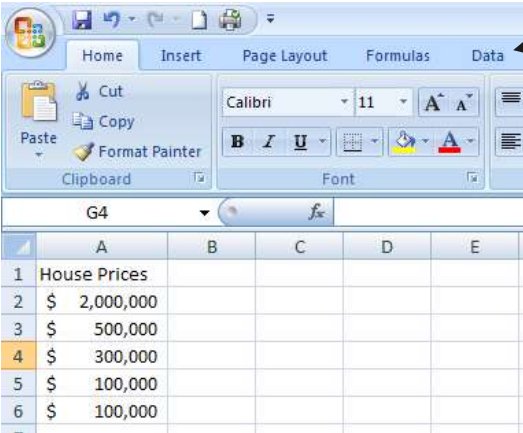 Home Insert Page Layout Formulas Data
Cut
Copy
Format Painter
Paste
Calibri 11 A A
B I U A
Clipboard Font
G4 fx
A B C D E
1 House Prices
2 $ 2,000,000
3 $ 500,000
4 $ 300,000
5 $ 100,000
6 $ 100,000